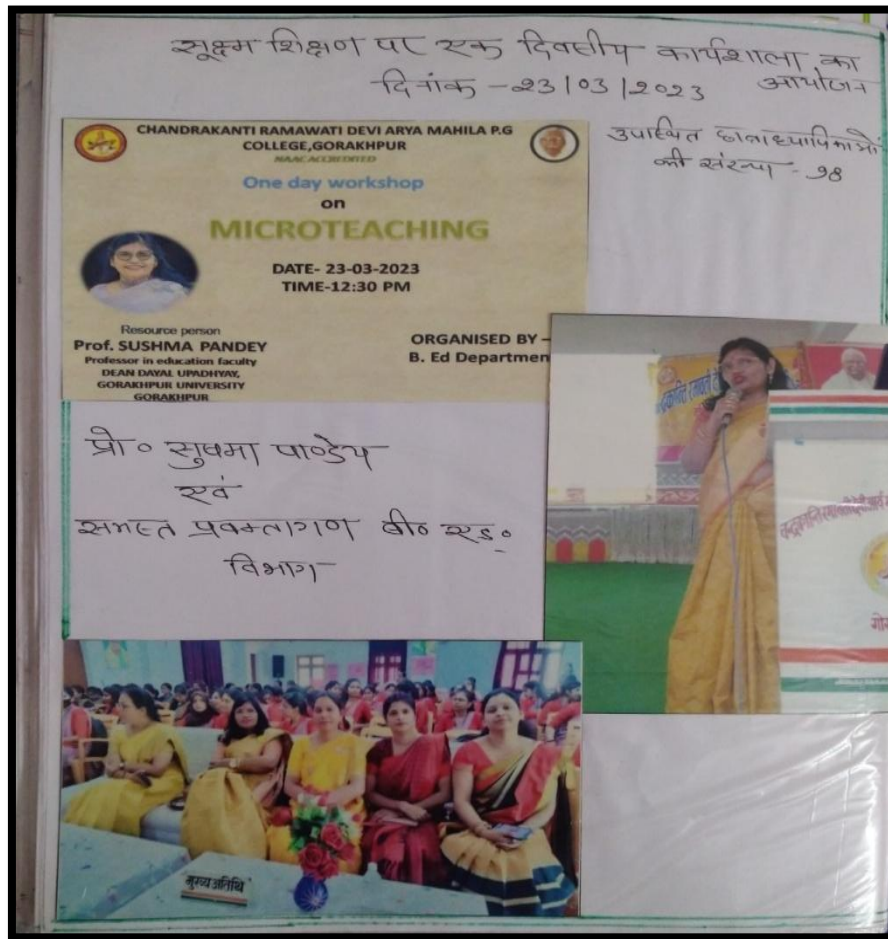 सूक्ष्म शिक्षण पर एक दिवसीय कार्यशाला का
आयोजन
दिनांक - 23/03/2023
उपस्थित छात्राध्यापिकाओं
की संख्या - 98
CHANDRAKANTI RAMAWATI DEVI ARYA MAHILA P.G
COLLEGE,GORAKHPUR
NAAC ACCREDITED
One day workshop
on
MICROTEACHING
DATE- 23-03-2023
TIME-12:30 PM
Resource person
Prof. SUSHMA PANDEY
Professor in education faculty
DEAN DAYAL UPADHYAY,
GORAKHPUR UNIVERSITY
GORAKHPUR
ORGANISED BY –
B. Ed Departmen
प्रो० सुषमा पाण्डेय
एवं
समस्त प्रवक्तागण बी० एड०
विभाग
मुख्य अतिथि